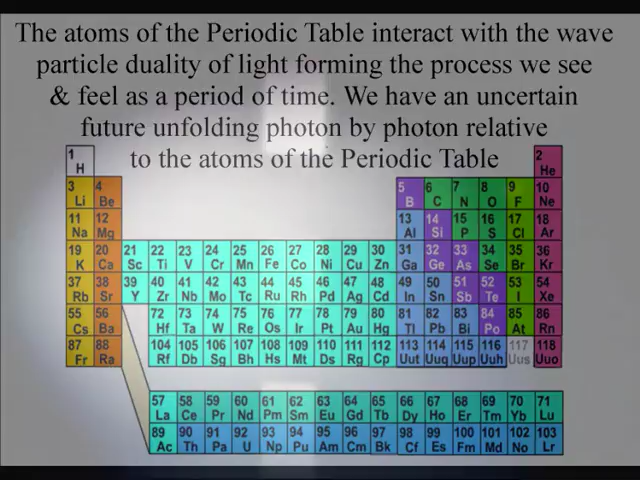 The atoms of the Periodic Table interact with the wave
particle duality of light forming the process we see
& feel as a period of time. We have an uncertain
future unfolding photon by photon relative
to the atoms of the Periodic Table
1 H 2 He
3 Li 4 Be 5 B 6 C 7 N 8 O 9 F 10 Ne
11 Na 12 Mg 13 Al 14 Si 15 P 16 S 17 Cl 18 Ar
19 K 20 Ca 21 Sc 22 Ti 23 V 24 Cr 25 Mn 26 Fe 27 Co 28 Ni 29 Cu 30 Zn 31 Ga 32 Ge 33 As 34 Se 35 Br 36 Kr
37 Rb 38 Sr 39 Y 40 Zr 41 Nb 42 Mo 43 Tc 44 Ru 45 Rh 46 Pd 47 Ag 48 Cd 49 In 50 Sn 51 Sb 52 Te 53 I 54 Xe
55 Cs 56 Ba 72 Hf 73 Ta 74 W 75 Re 76 Os 77 Ir 78 Pt 79 Au 80 Hg 81 Tl 82 Pb 83 Bi 84 Po 85 At 86 Rn
87 Fr 88 Ra 104 Rf 105 Db 106 Sg 107 Bh 108 Hs 109 Mt 110 Ds 111 Rg 112 Cp 113 Uut 114 Uuq 115 Uup 116 Uuh 117 Uus 118 Uuo
57 La 58 Ce 59 Pr 60 Nd 61 Pm 62 Sm 63 Eu 64 Gd 65 Tb 66 Dy 67 Ho 68 Er 69 Tm 70 Yb 71 Lu
89 Ac 90 Th 91 Pa 92 U 93 Np 94 Pu 95 Am 96 Cm 97 Bk 98 Cf 99 Es 100 Fm 101 Md 102 No 103 Lr